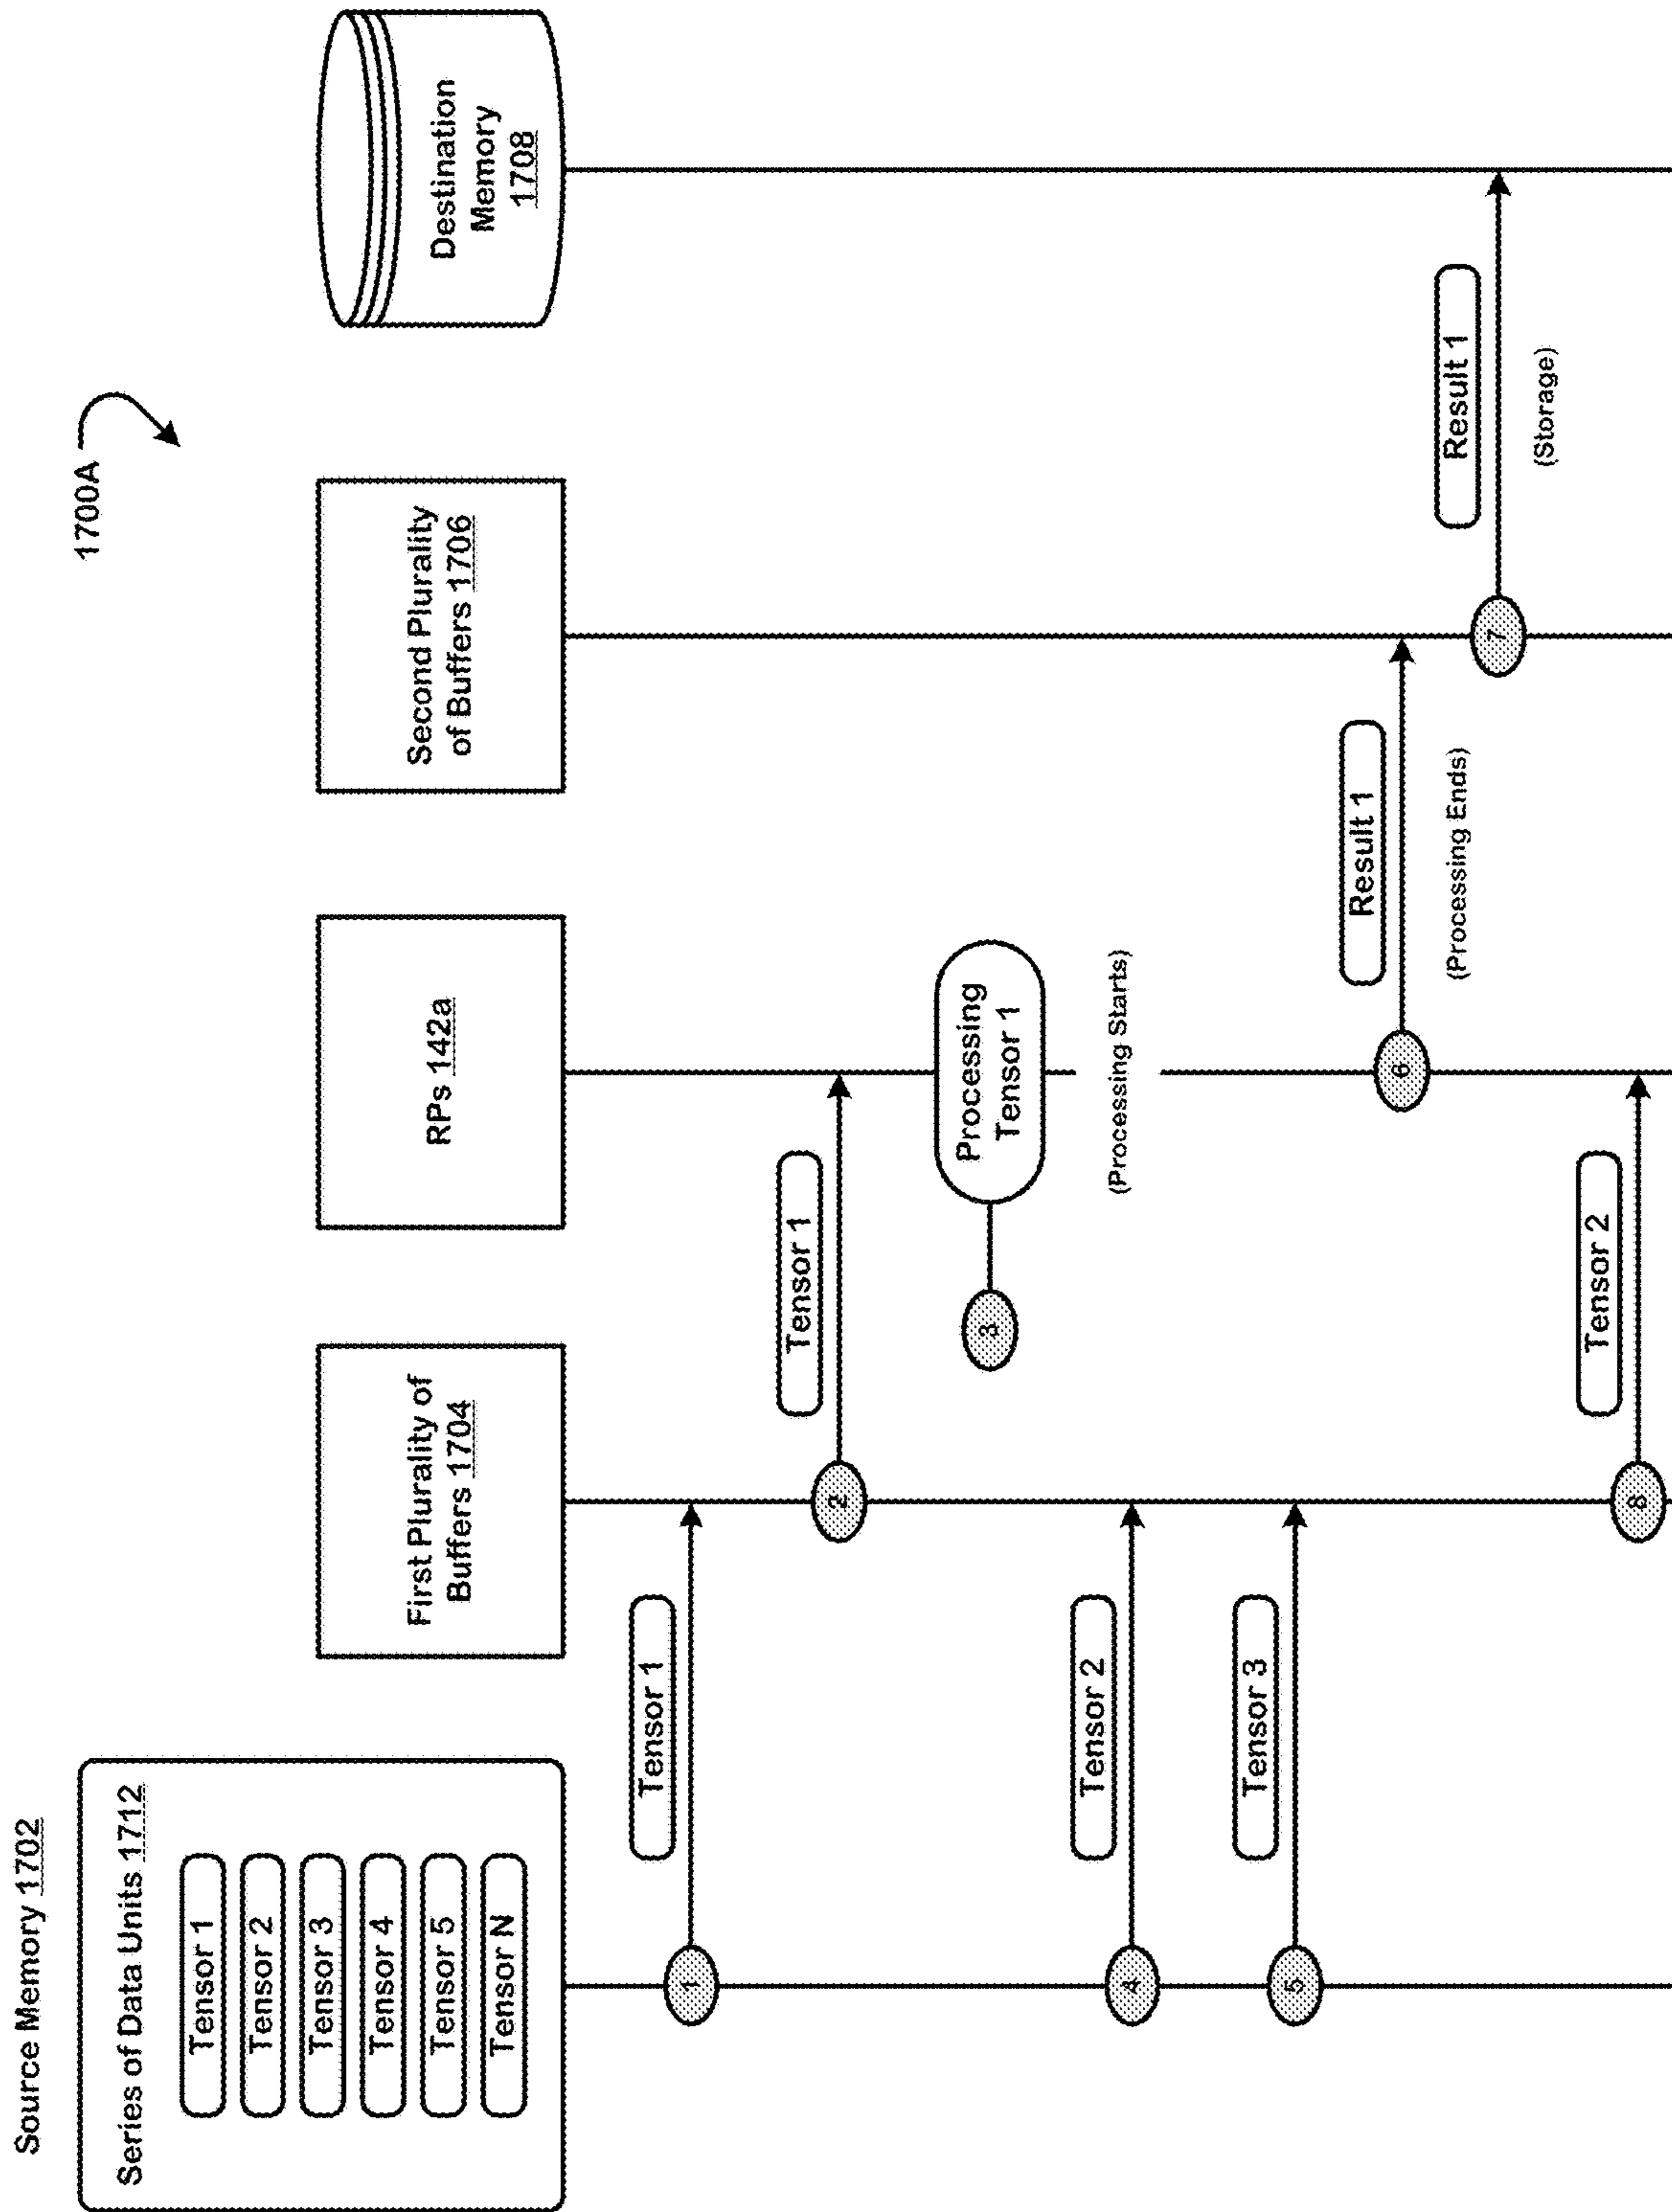 1700A
Source Memory 1702
Series of Data Units 1712
Tensor 1
Tensor 2
Tensor 3
Tensor 4
Tensor 5
Tensor N
First Plurality of
Buffers 1704
RPs 142a
Second Plurality
of Buffers 1706
Destination
Memory
1708
1
Tensor 1
2
Tensor 1
3
Processing
Tensor 1
(Processing Starts)
4
Tensor 2
5
Tensor 3
6
Result 1
(Processing Ends)
7
Result 1
(Storage)
8
Tensor 2